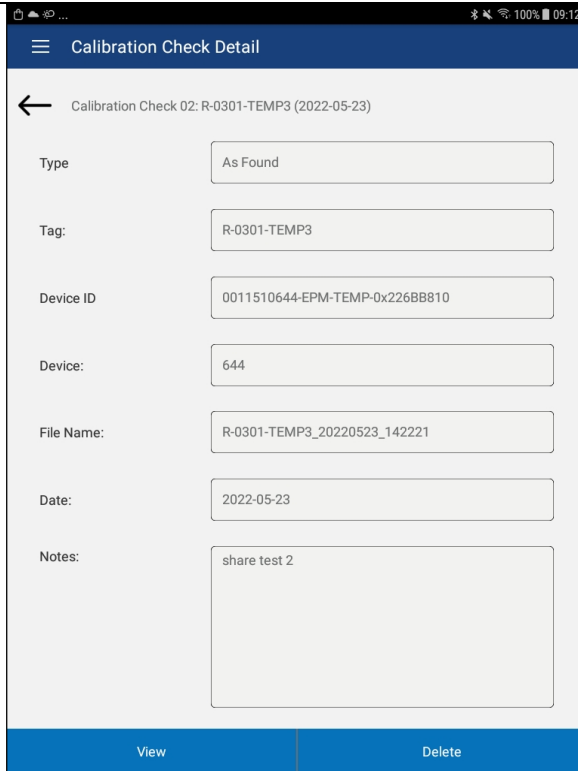 ... 100% 09:12
Calibration Check Detail
Calibration Check 02: R-0301-TEMP3 (2022-05-23)
Type As Found
Tag: R-0301-TEMP3
Device ID 0011510644-EPM-TEMP-0x226BB810
Device: 644
File Name: R-0301-TEMP3_20220523_142221
Date: 2022-05-23
Notes: share test 2
View Delete